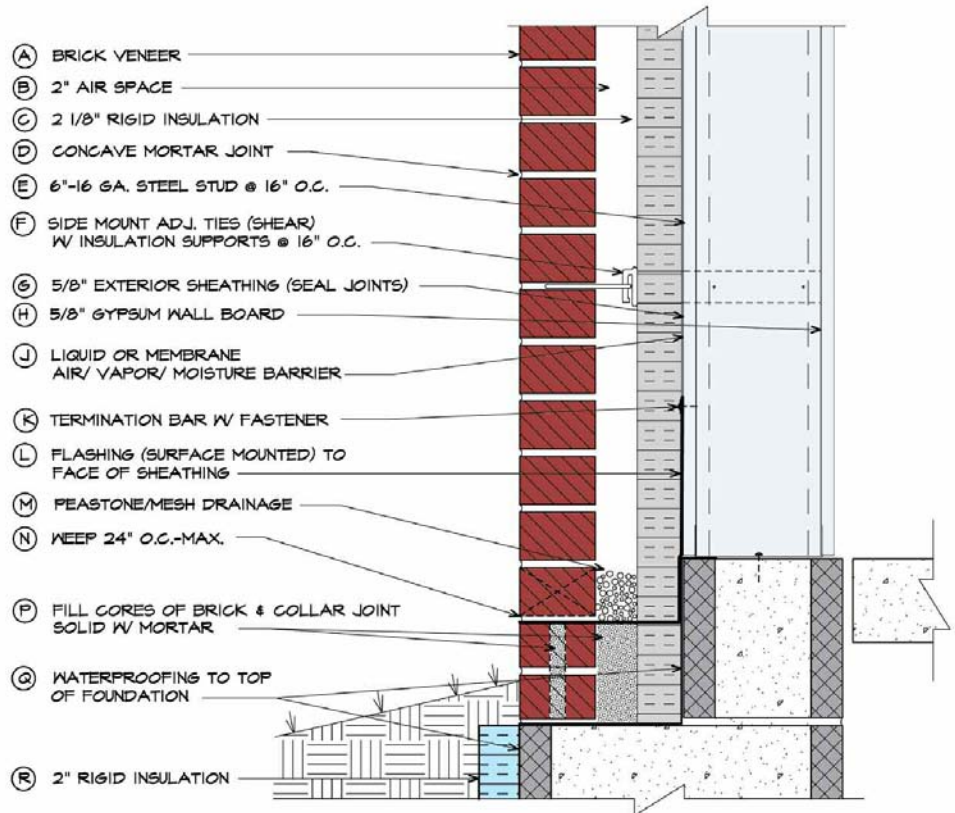 A BRICK VENEER
B 2" AIR SPACE
C 2 1/8" RIGID INSULATION
D CONCAVE MORTAR JOINT
E 6"-16 GA. STEEL STUD @ 16" O.C.
F SIDE MOUNT ADJ. TIES (SHEAR)
W/ INSULATION SUPPORTS @ 16" O.C.
G 5/8" EXTERIOR SHEATHING (SEAL JOINTS)
H 5/8" GYPSUM WALL BOARD
J LIQUID OR MEMBRANE
AIR/ VAPOR/ MOISTURE BARRIER
K TERMINATION BAR W/ FASTENER
L FLASHING (SURFACE MOUNTED) TO
FACE OF SHEATHING
M PEASTONE/MESH DRAINAGE
N WEEP 24" O.C.-MAX.
P FILL CORES OF BRICK & COLLAR JOINT
SOLID W/ MORTAR
Q WATERPROOFING TO TOP
OF FOUNDATION
R 2" RIGID INSULATION